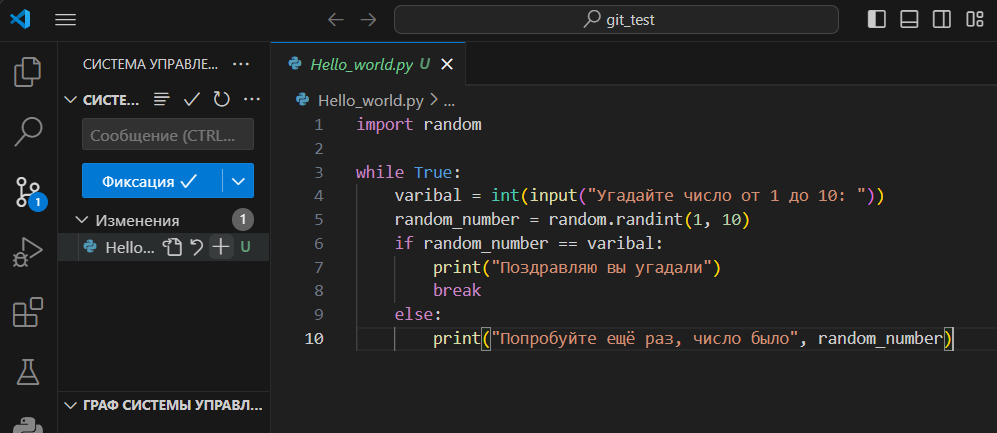 git_test
СИСТЕМА УПРАВЛЕ... ...
СИСТЕ... ...
Сообщение (CTRL...
Фиксация
Изменения 1
Hello... U
1
ГРАФ СИСТЕМЫ УПРАВЛ...
Hello_world.py U
Hello_world.py > ...
1 import random
2
3 while True:
4 varibal = int(input("Угадайте число от 1 до 10: "))
5 random_number = random.randint(1, 10)
6 if random_number == varibal:
7 print("Поздравляю вы угадали")
8 break
9 else:
10 print("Попробуйте ещё раз, число было", random_number)